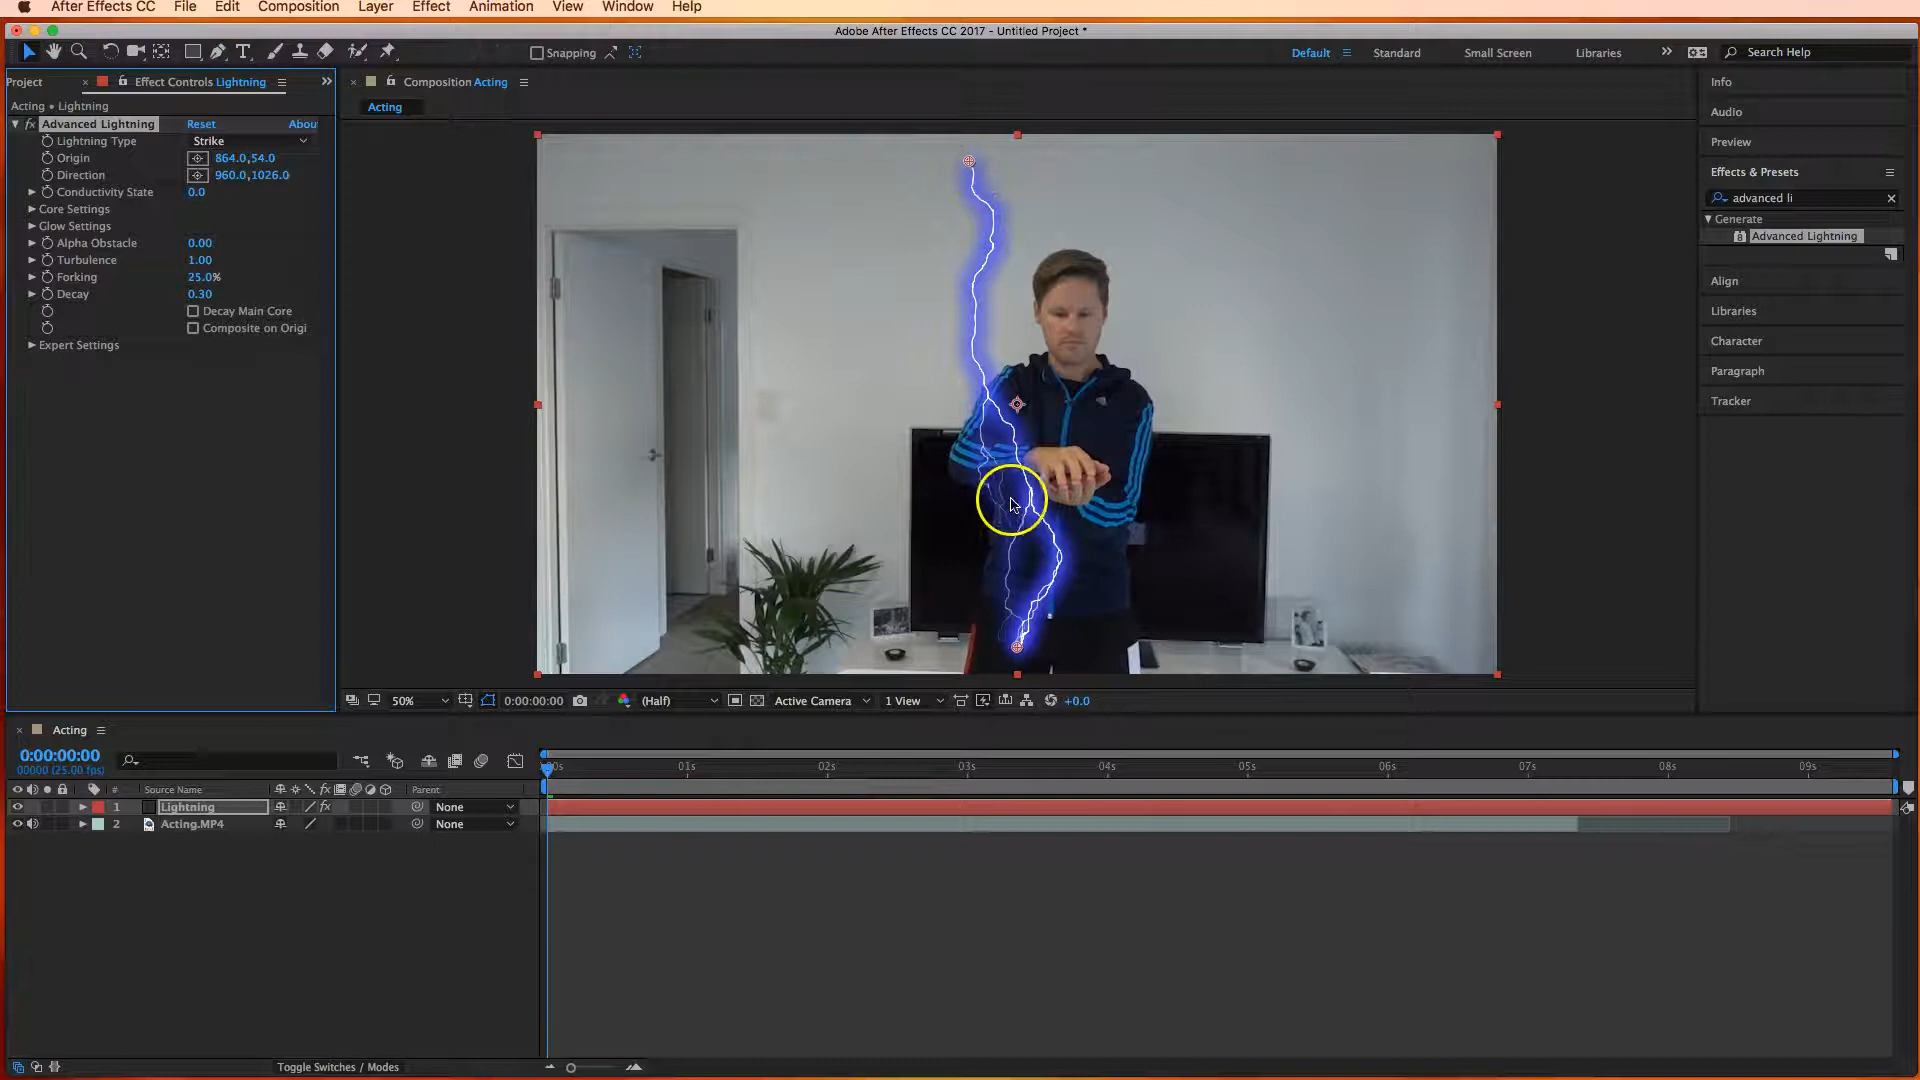 After Effects CC File Edit Composition Layer Effect Animation View Window Help
Adobe After Effects CC 2017 - Untitled Project *
Snapping Default Standard Small Screen Libraries Search Help
Project Effect Controls Lightning
Acting • Lightning
fx Advanced Lightning Reset Abou
Lightning Type Strike
Origin 864.0,54.0
Direction 960.0,1026.0
Conductivity State 0.0
Core Settings
Glow Settings
Alpha Obstacle 0.00
Turbulence 1.00
Forking 25.0%
Decay 0.30
Decay Main Core
Composite on Origi
Expert Settings
Composition Acting
Acting
50% 0:00:00:00 (Half) Active Camera 1 View +0.0
Info
Audio
Preview
Effects & Presets
advanced li
Generate
8 Advanced Lightning
Align
Libraries
Character
Paragraph
Tracker
Acting
0:00:00:00
00000 (25.00 fps)
:00s 01s 02s 03s 04s 05s 06s 07s 08s 09s
# Source Name fx Parent
1 Lightning fx None
2 Acting.MP4 None
Toggle Switches / Modes